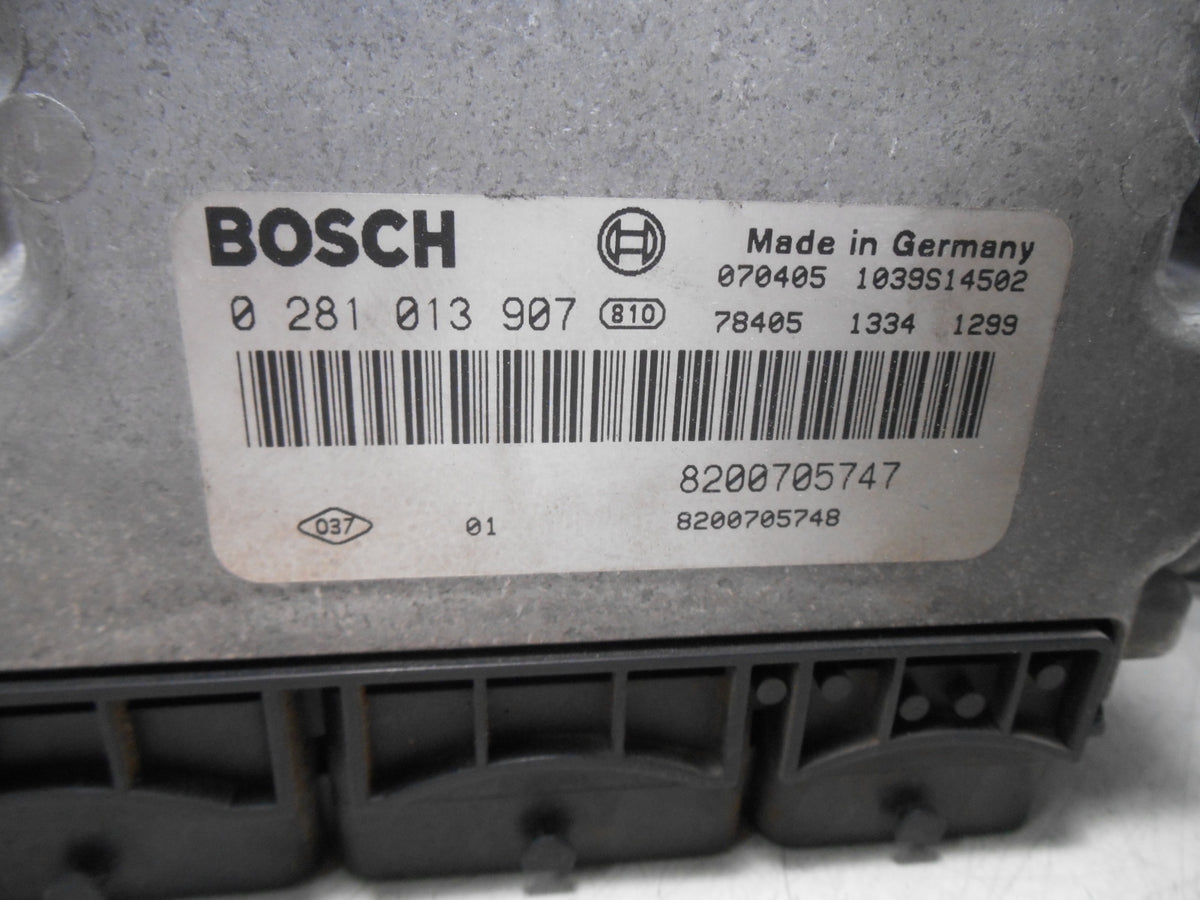 BOSCH
Made in Germany
070405 1039S14502
0 281 013 907 810
78405 1334 1299
8200705747
037 01 8200705748